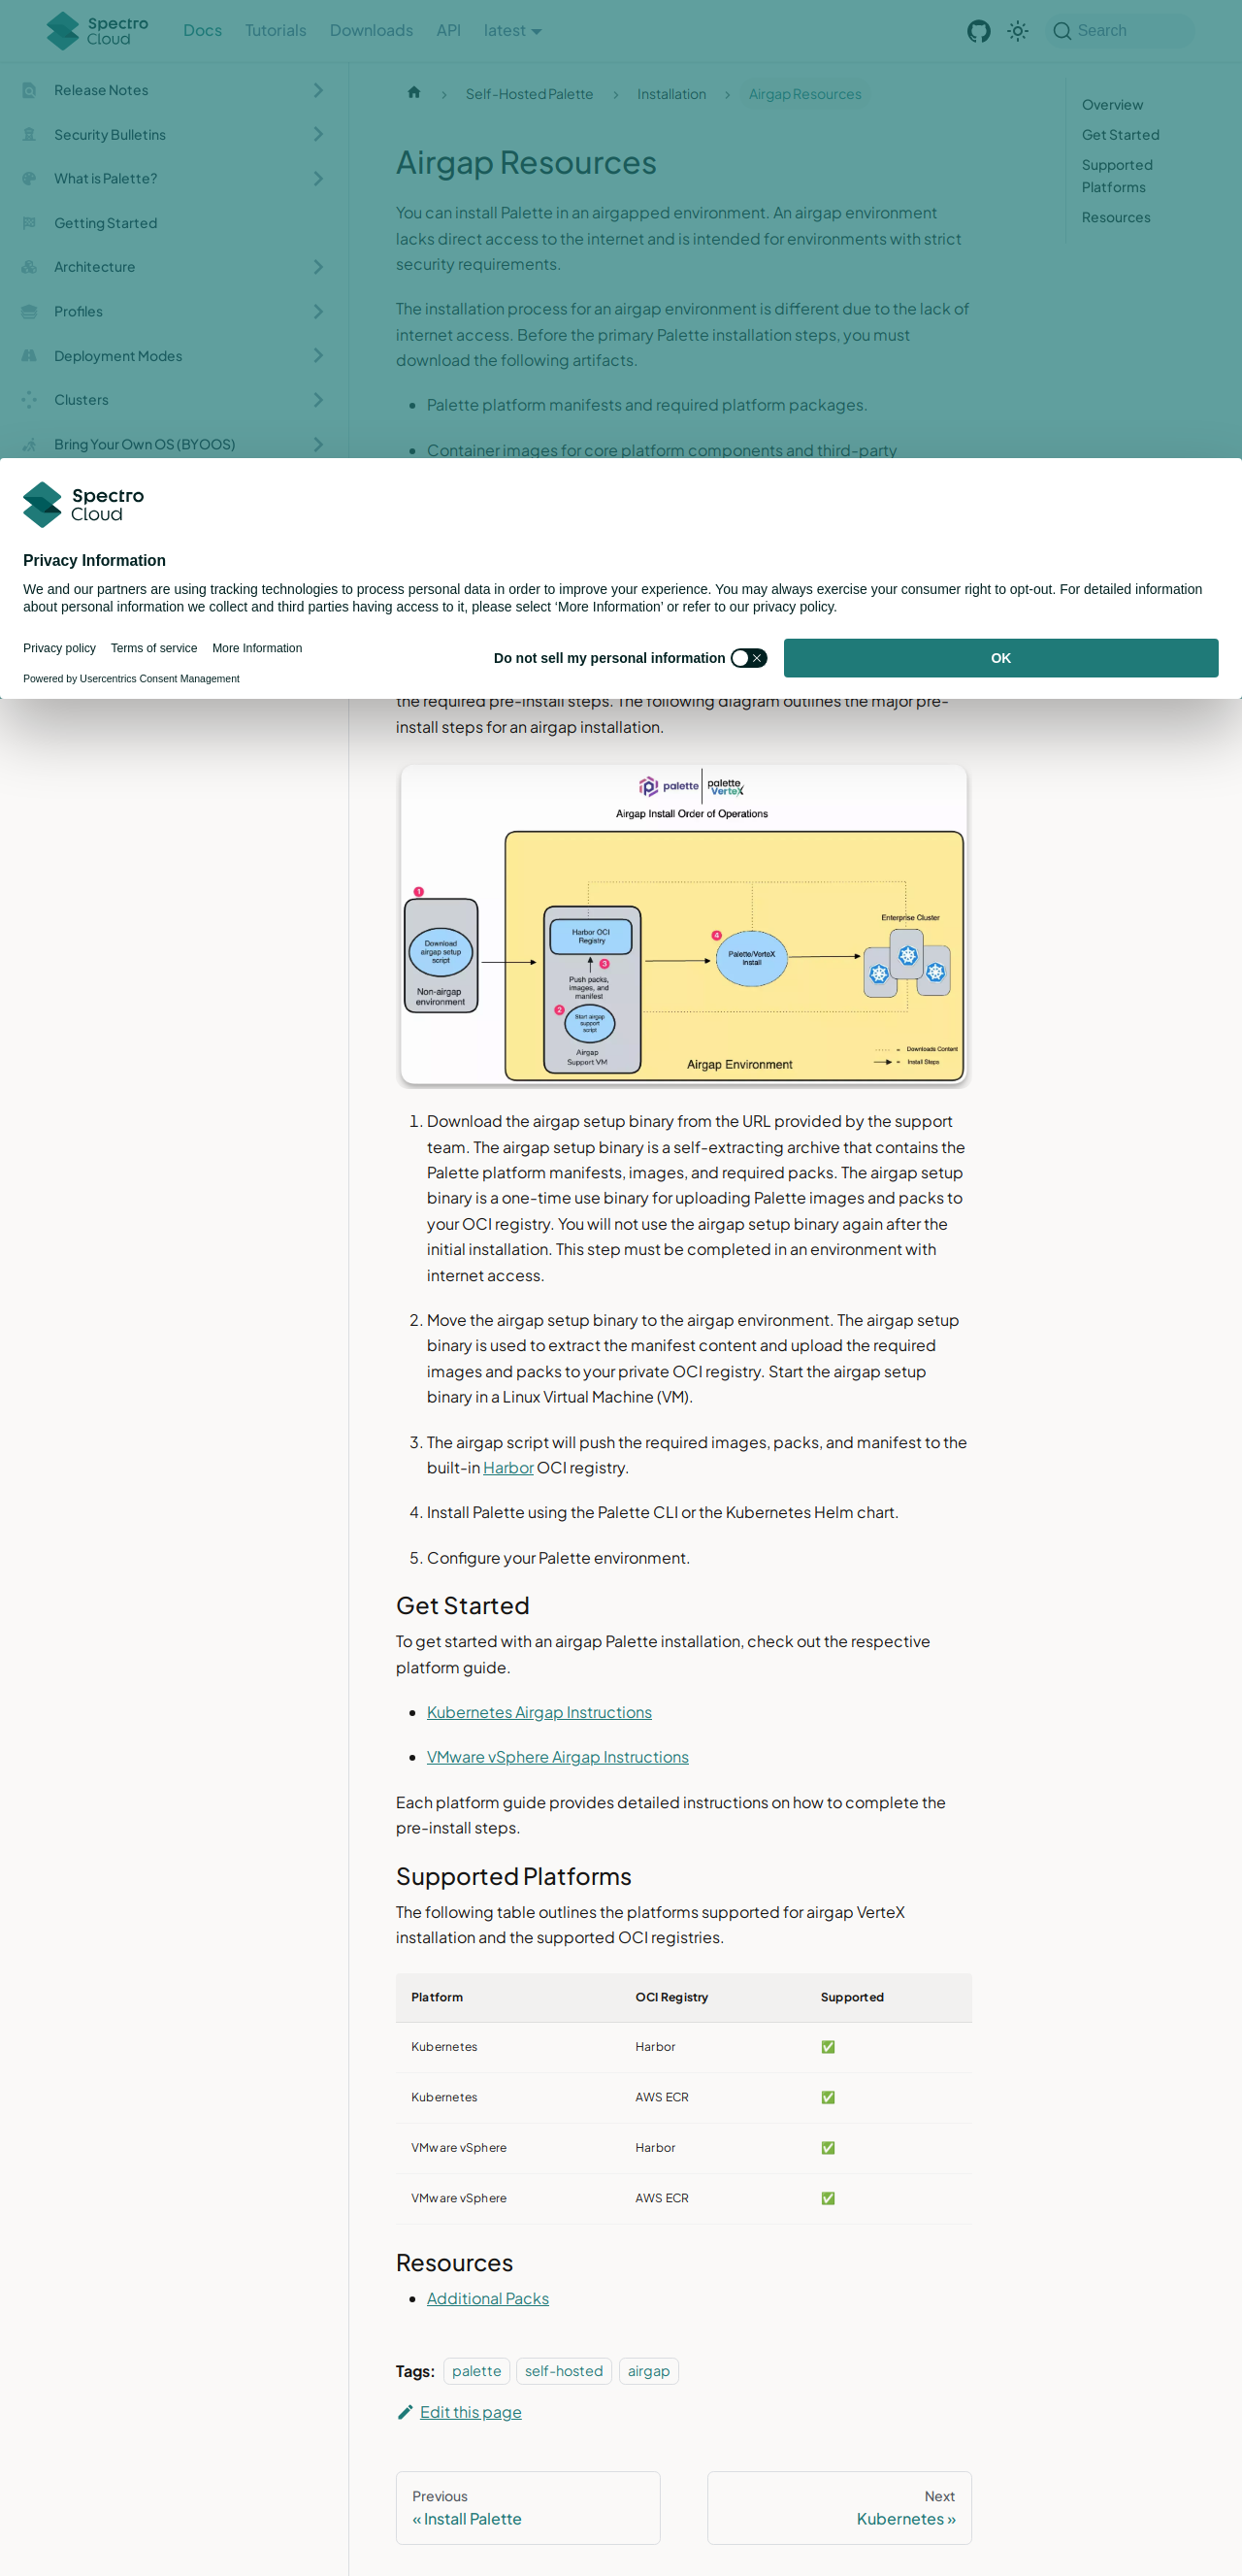 Spectro
Cloud
Docs
Tutorials
Downloads
API
latest
Search
Release Notes
Security Bulletins
What is Palette?
Getting Started
Architecture
Profiles
Deployment Modes
Clusters
Bring Your Own OS (BYOOS)
Self-Hosted Palette
Installation
Airgap Resources
Overview
Get Started
Supported
Platforms
Resources
Airgap Resources
You can install Palette in an airgapped environment. An airgap environment
lacks direct access to the internet and is intended for environments with strict
security requirements.
The installation process for an airgap environment is different due to the lack of
internet access. Before the primary Palette installation steps, you must
download the following artifacts.
Palette platform manifests and required platform packages.
Container images for core platform components and third-party
Spectro
Cloud
Privacy Information
We and our partners are using tracking technologies to process personal data in order to improve your experience. You may always exercise your consumer right to opt-out. For detailed information
about personal information we collect and third parties having access to it, please select ‘More Information’ or refer to our privacy policy.
Privacy policy
Terms of service
More Information
Powered by Usercentrics Consent Management
Do not sell my personal information
OK
the required pre-install steps. The following diagram outlines the major pre-
install steps for an airgap installation.
palette
palette
VerteX
Airgap Install Order of Operations
1
Download
airgap setup
script
Non-airgap
environment
Harbor OCI
Registry
3
Push packs,
images, and
manifest
2
Start airgap
support
script
Airgap
Support VM
4
Palette/VerteX
Install
Enterprise Cluster
Airgap Environment
= Downloads Content
= Install Steps
1. Download the airgap setup binary from the URL provided by the support
team. The airgap setup binary is a self-extracting archive that contains the
Palette platform manifests, images, and required packs. The airgap setup
binary is a one-time use binary for uploading Palette images and packs to
your OCI registry. You will not use the airgap setup binary again after the
initial installation. This step must be completed in an environment with
internet access.
2. Move the airgap setup binary to the airgap environment. The airgap setup
binary is used to extract the manifest content and upload the required
images and packs to your private OCI registry. Start the airgap setup
binary in a Linux Virtual Machine (VM).
3. The airgap script will push the required images, packs, and manifest to the
built-in Harbor OCI registry.
4. Install Palette using the Palette CLI or the Kubernetes Helm chart.
5. Configure your Palette environment.
Get Started
To get started with an airgap Palette installation, check out the respective
platform guide.
Kubernetes Airgap Instructions
VMware vSphere Airgap Instructions
Each platform guide provides detailed instructions on how to complete the
pre-install steps.
Supported Platforms
The following table outlines the platforms supported for airgap VerteX
installation and the supported OCI registries.
Platform OCI Registry Supported
Kubernetes Harbor ✅
Kubernetes AWS ECR ✅
VMware vSphere Harbor ✅
VMware vSphere AWS ECR ✅
Resources
Additional Packs
Tags: palette self-hosted airgap
Edit this page
Previous
« Install Palette
Next
Kubernetes »